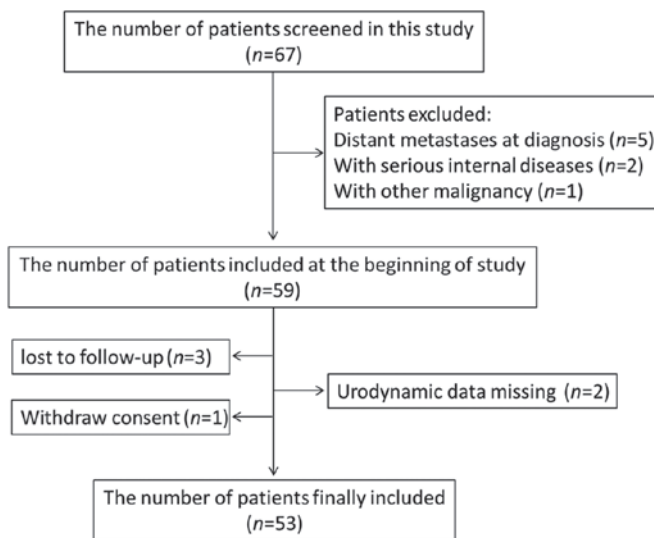 The number of patients screened in this study
(n=67)
Patients excluded:
Distant metastases at diagnosis (n=5)
With serious internal diseases (n=2)
With other malignancy (n=1)
The number of patients included at the beginning of study
(n=59)
lost to follow-up (n=3)
Urodynamic data missing (n=2)
Withdraw consent (n=1)
The number of patients finally included
(n=53)